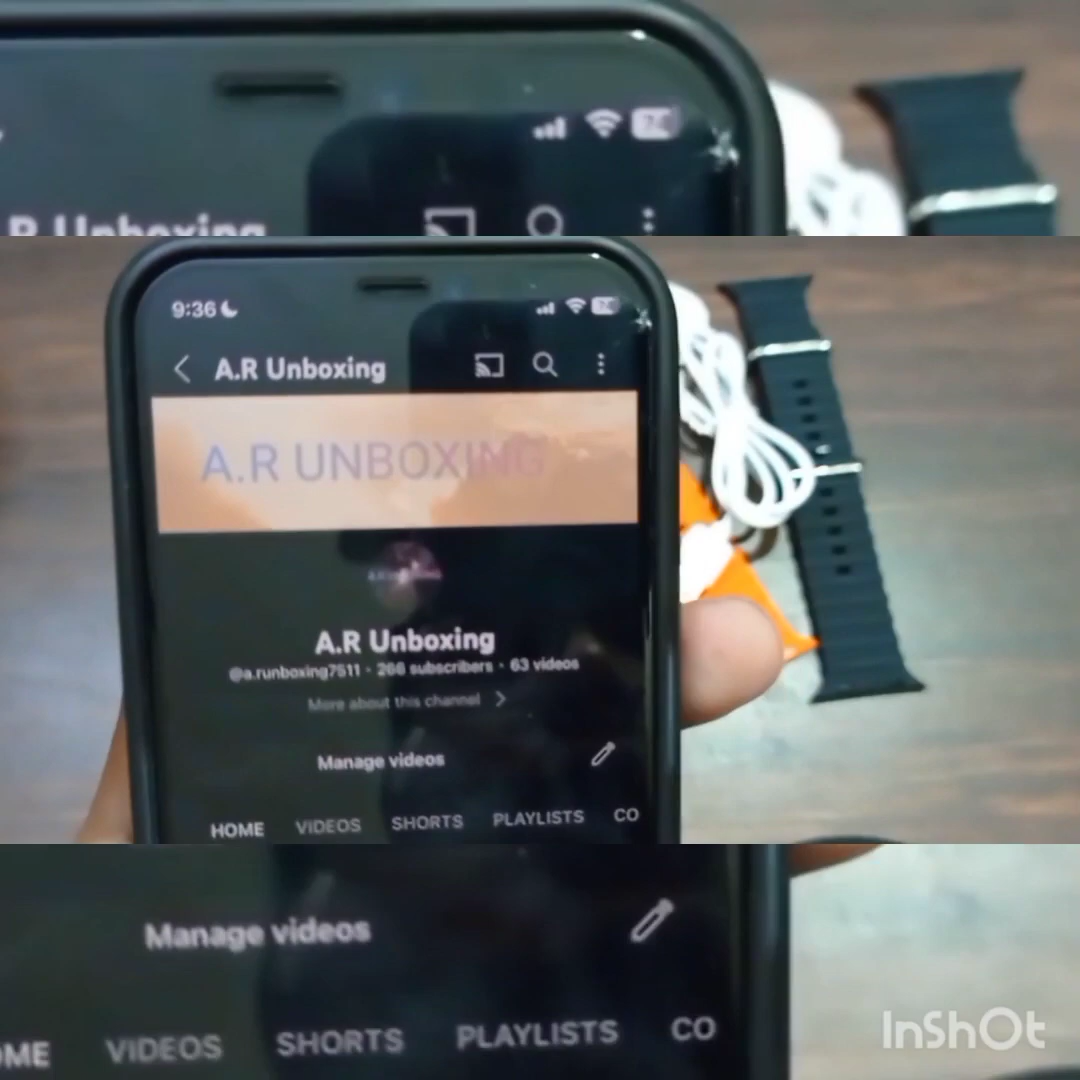 R Unboxing
9:36
A.R Unboxing
A.R UNBOXING
A.R Unboxing
@a.runboxing7511 · 266 subscribers · 63 videos
More about this channel
Manage videos
HOME VIDEOS SHORTS PLAYLISTS CO
Manage videos
OME VIDEOS SHORTS PLAYLISTS CO
InShOt